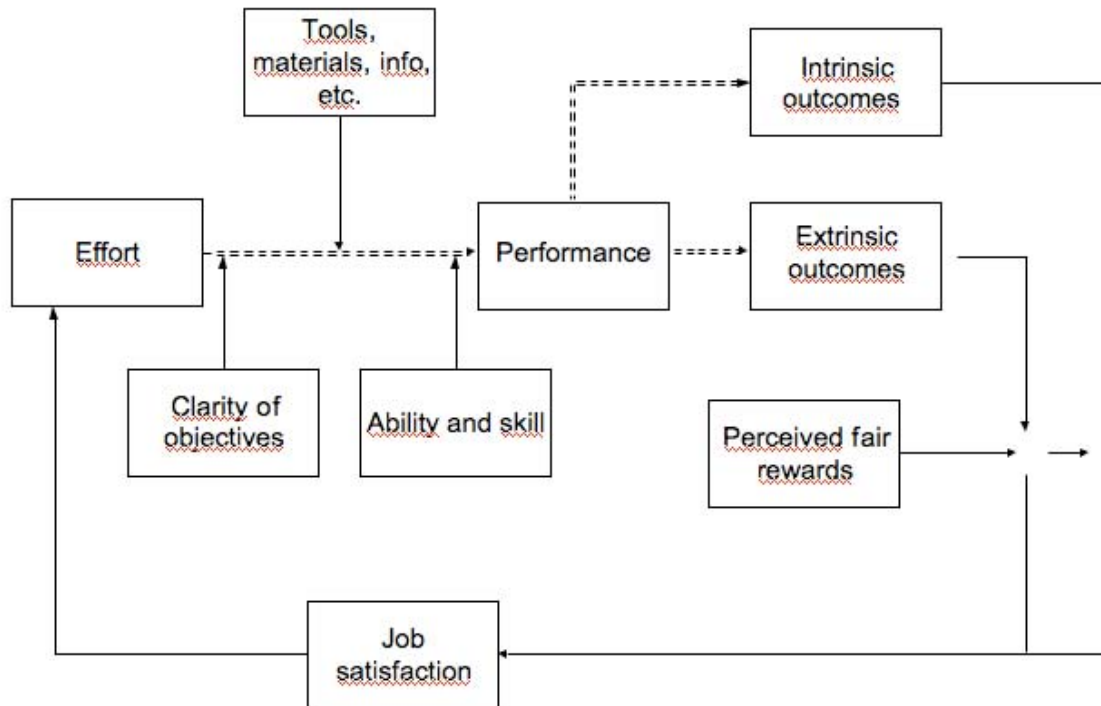 Tools,
materials, info,
etc.
Intrinsic
outcomes
Effort
Performance
Extrinsic
outcomes
Clarity of
objectives
Ability and skill
Perceived fair
rewards
Job
satisfaction